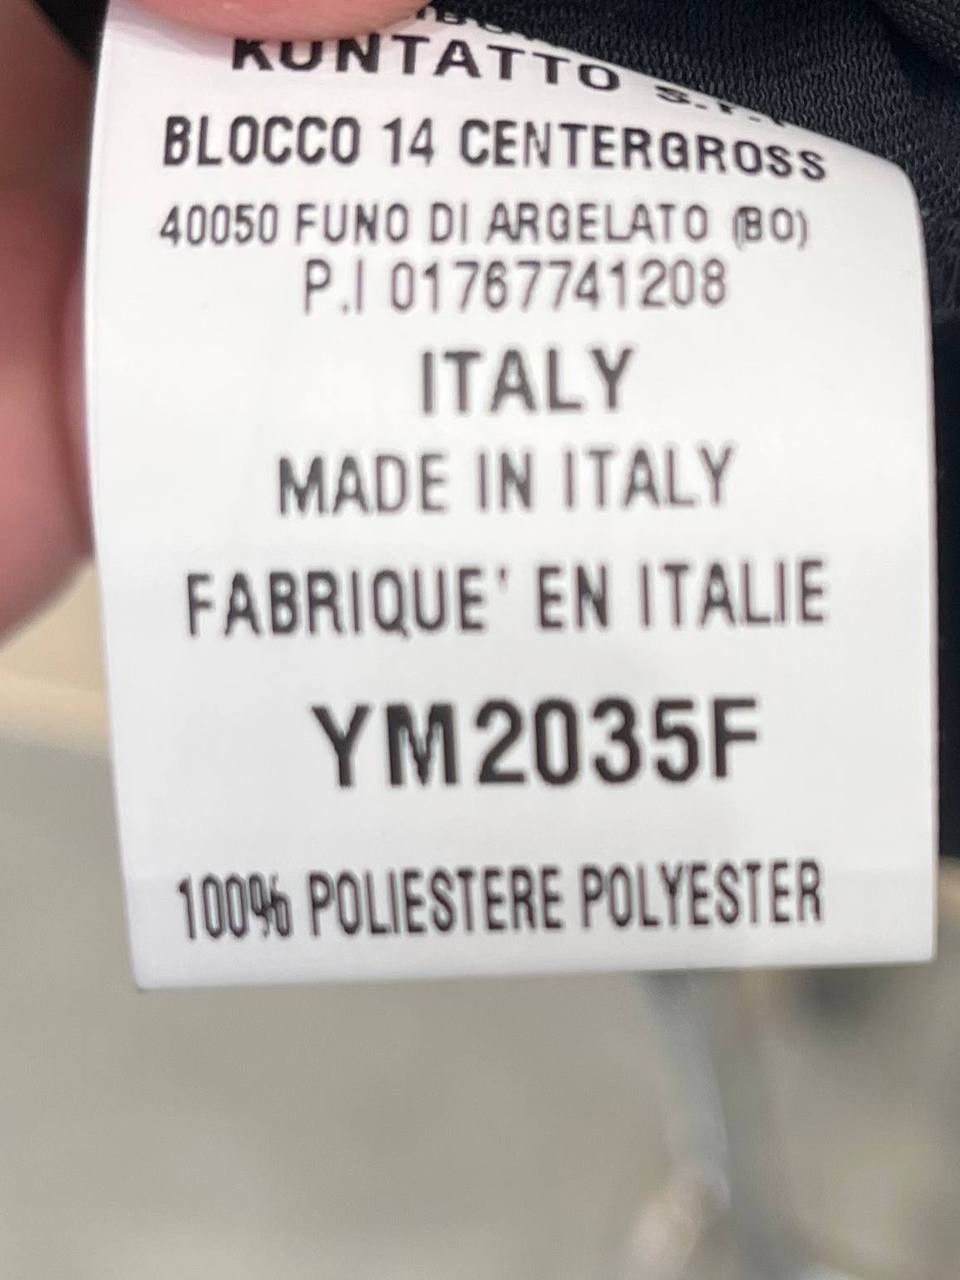 KONTATTO S.r.l
BLOCCO 14 CENTERGROSS
40050 FUNO DI ARGELATO (BO)
P.I 01767741208
ITALY
MADE IN ITALY
FABRIQUE' EN ITALIE
YM2035F
100% POLIESTERE POLYESTER